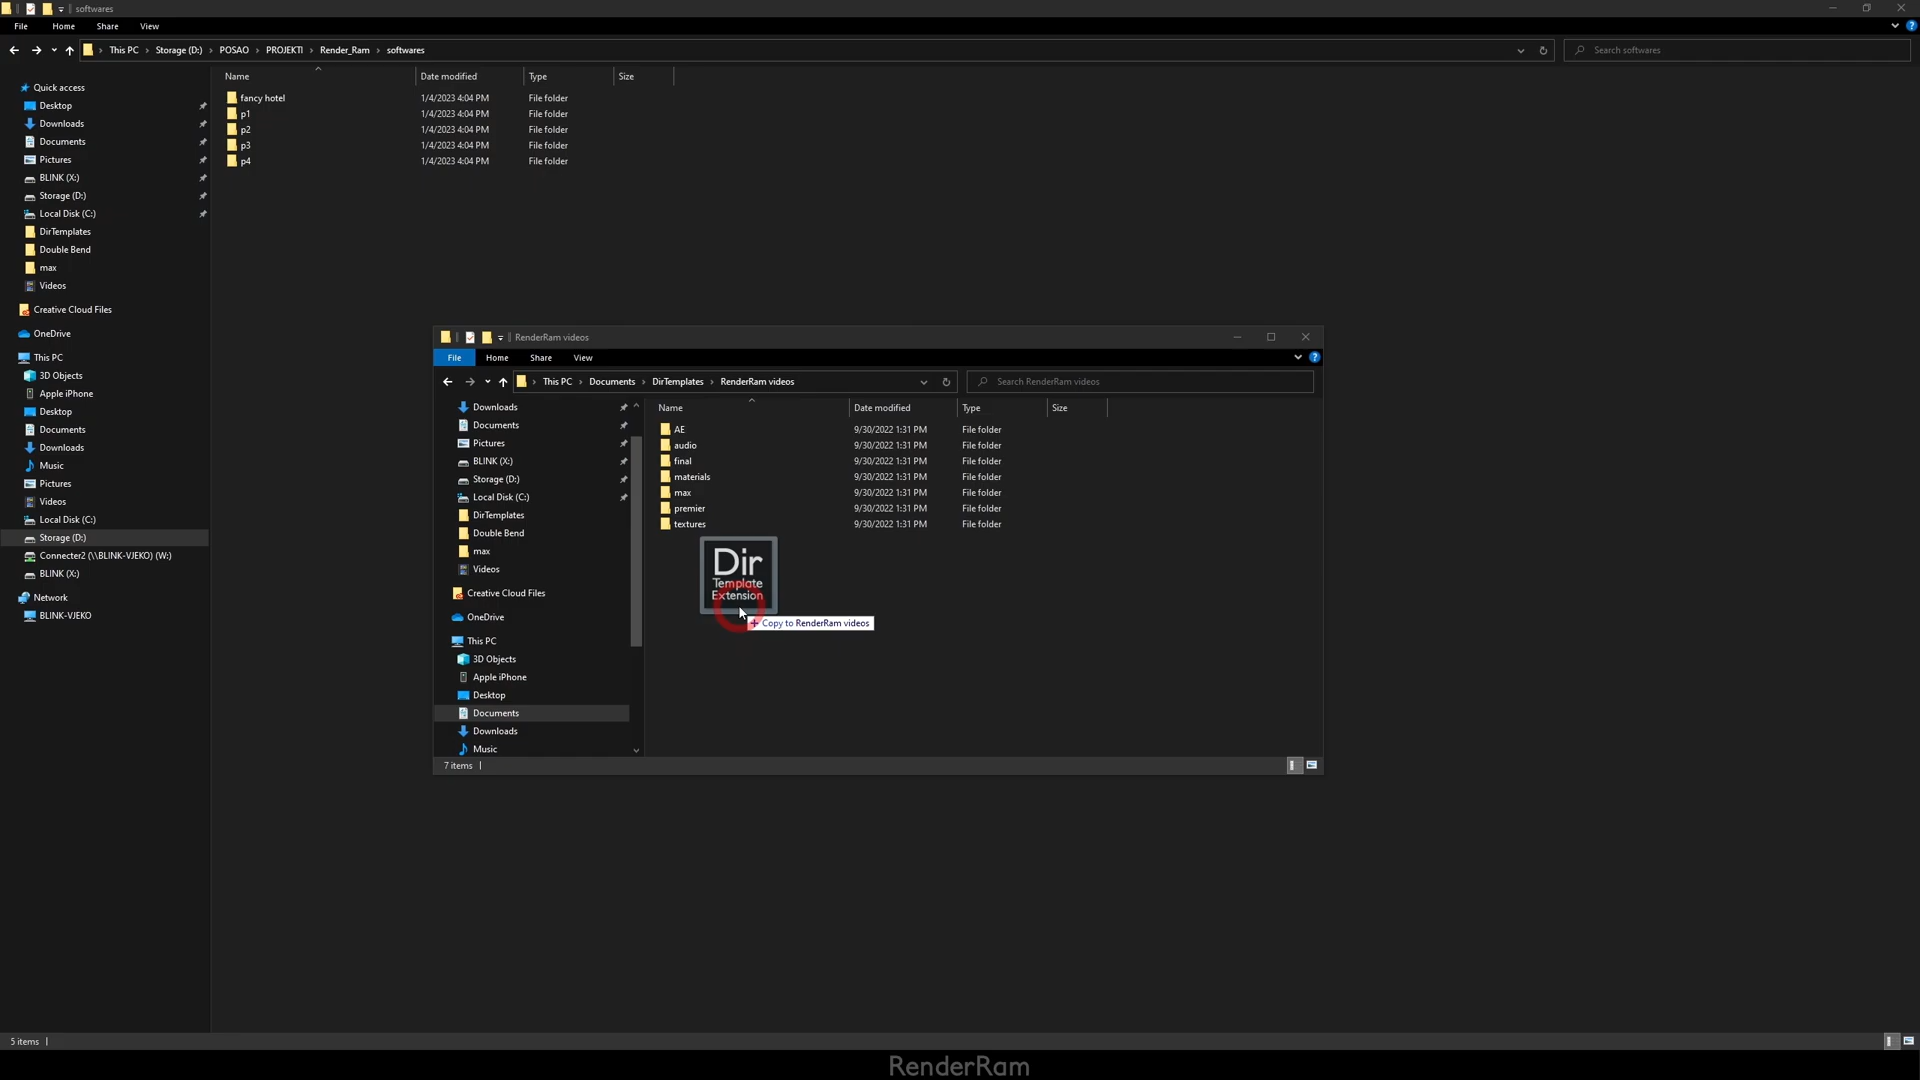 softwares
File Home Share View
This PC Storage (D:) POSAO PROJEKTI Render_Ram softwares
Search softwares
Name Date modified Type Size
fancy hotel 1/4/2023 4:04 PM File folder
p1 1/4/2023 4:04 PM File folder
p2 1/4/2023 4:04 PM File folder
p3 1/4/2023 4:04 PM File folder
p4 1/4/2023 4:04 PM File folder
Quick access
Desktop
Downloads
Documents
Pictures
BLINK (X:)
Storage (D:)
Local Disk (C:)
DirTemplates
Double Bend
max
Videos
Creative Cloud Files
OneDrive
This PC
3D Objects
Apple iPhone
Desktop
Documents
Downloads
Music
Pictures
Videos
Local Disk (C:)
Storage (D:)
Connecter2 (\\BLINK-VJEKO) (W:)
BLINK (X:)
Network
BLINK-VJEKO
RenderRam videos
File Home Share View
This PC Documents DirTemplates RenderRam videos
Search RenderRam videos
Name Date modified Type Size
AE 9/30/2022 1:31 PM File folder
audio 9/30/2022 1:31 PM File folder
final 9/30/2022 1:31 PM File folder
materials 9/30/2022 1:31 PM File folder
max 9/30/2022 1:31 PM File folder
premier 9/30/2022 1:31 PM File folder
textures 9/30/2022 1:31 PM File folder
Downloads
Documents
Pictures
BLINK (X:)
Storage (D:)
Local Disk (C:)
DirTemplates
Double Bend
max
Videos
Creative Cloud Files
OneDrive
This PC
3D Objects
Apple iPhone
Desktop
Documents
Downloads
Music
Dir
Template
Extension
Copy to RenderRam videos
7 items
5 items
RenderRam